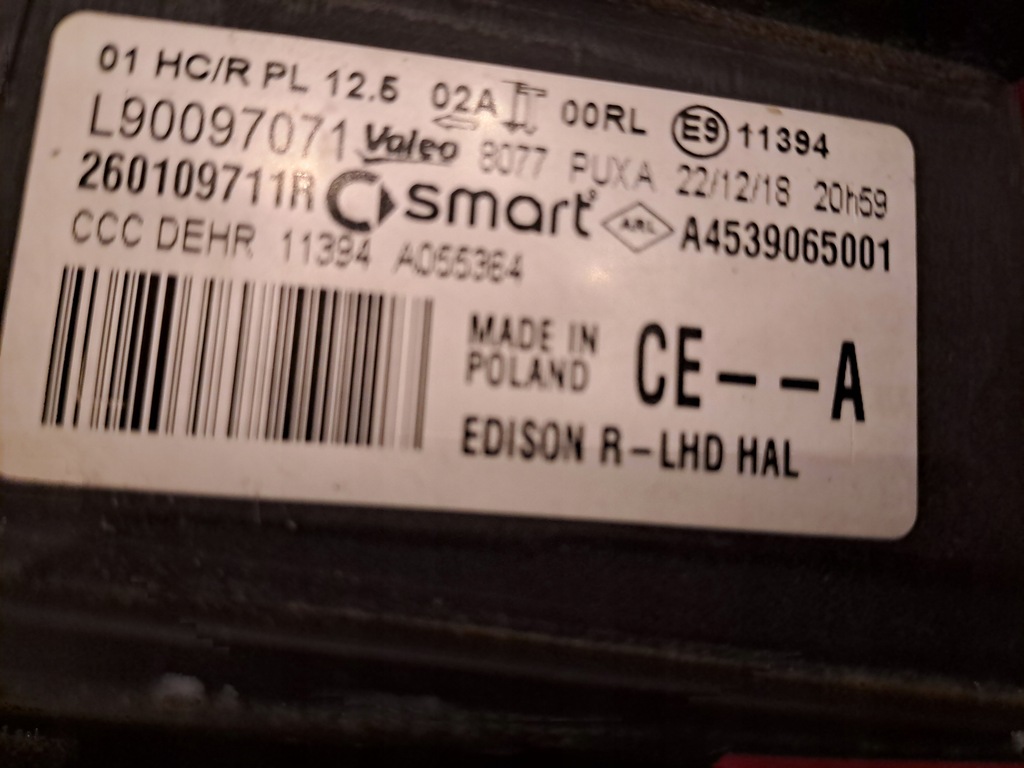 01 HC/R PL 12.5 02A 00RL E9 11394
L90097071 Valeo 8077 PUXA 22/12/18 20h59
260109711R smart ARL A4539065001
CCC DEHR 11394 A055364
MADE IN
POLAND
CE--A
EDISON R-LHD HAL